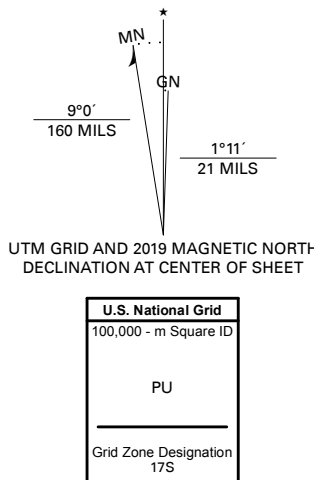 ★
MN
GN
9°0´
160 MILS
1°11´
21 MILS
UTM GRID AND 2019 MAGNETIC NORTH
DECLINATION AT CENTER OF SHEET
U.S. National Grid
100,000 - m Square ID
PU
Grid Zone Designation
17S